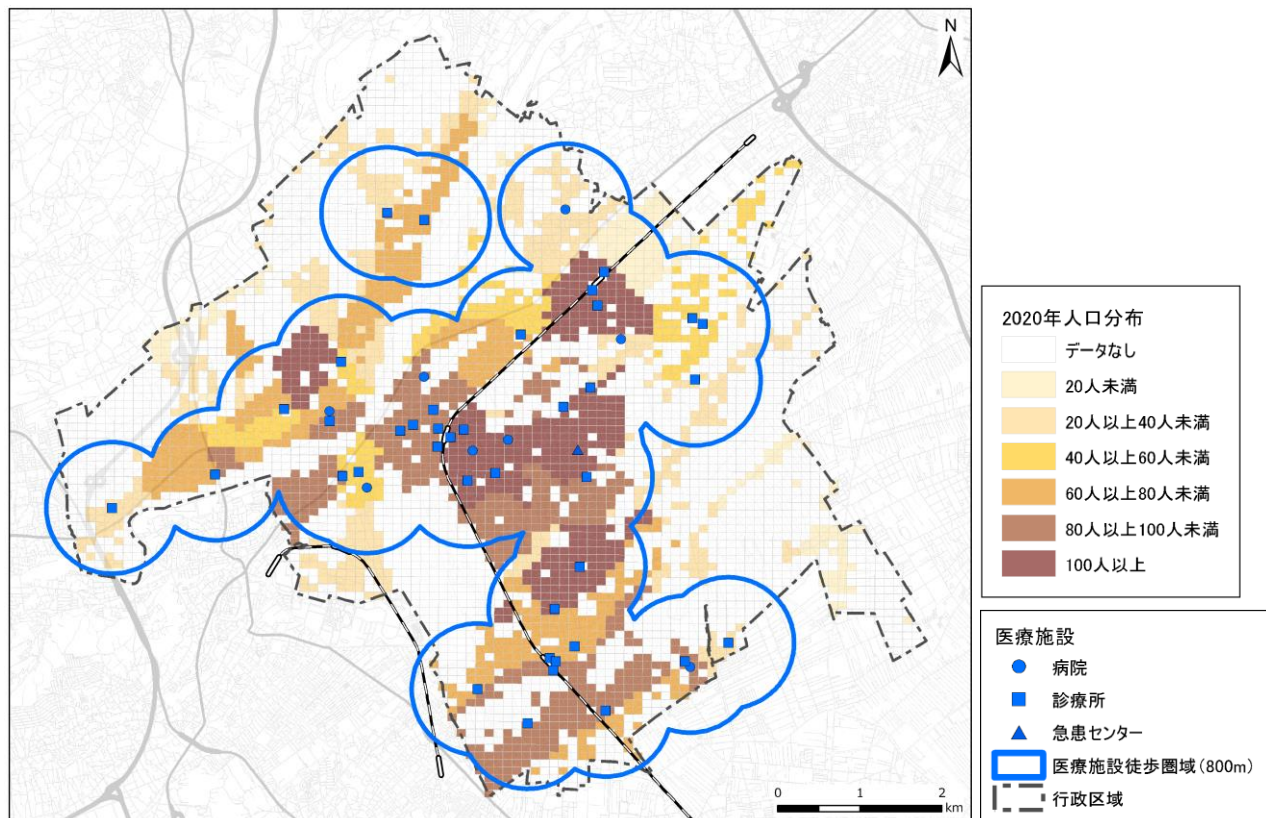 N
0 1 2
km
2020年人口分布
データなし
20人未満
20人以上40人未満
40人以上60人未満
60人以上80人未満
80人以上100人未満
100人以上
医療施設
病院
診療所
急患センター
医療施設徒歩圏域(800m)
行政区域